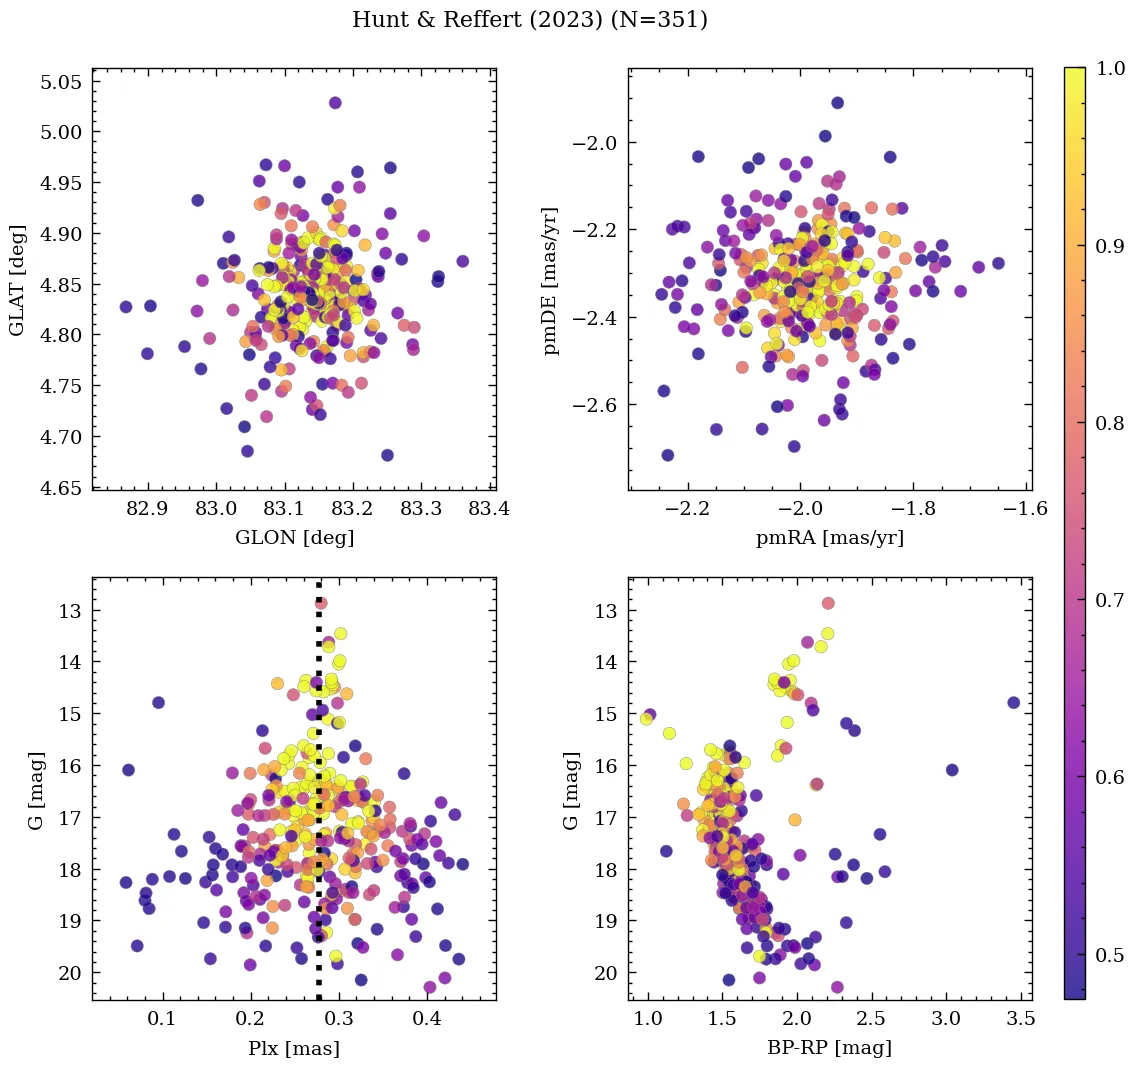 Hunt & Reffert (2023) (N=351)
5.05
5.00
4.95
4.90
4.85
4.80
4.75
4.70
4.65
GLAT [deg]
82.9 83.0 83.1 83.2 83.3 83.4
GLON [deg]
−2.0
−2.2
−2.4
−2.6
pmDE [mas/yr]
−2.2 −2.0 −1.8 −1.6
pmRA [mas/yr]
13
14
15
16
17
18
19
20
G [mag]
0.1 0.2 0.3 0.4
Plx [mas]
13
14
15
16
17
18
19
20
G [mag]
1.0 1.5 2.0 2.5 3.0 3.5
BP-RP [mag]
1.0
0.9
0.8
0.7
0.6
0.5